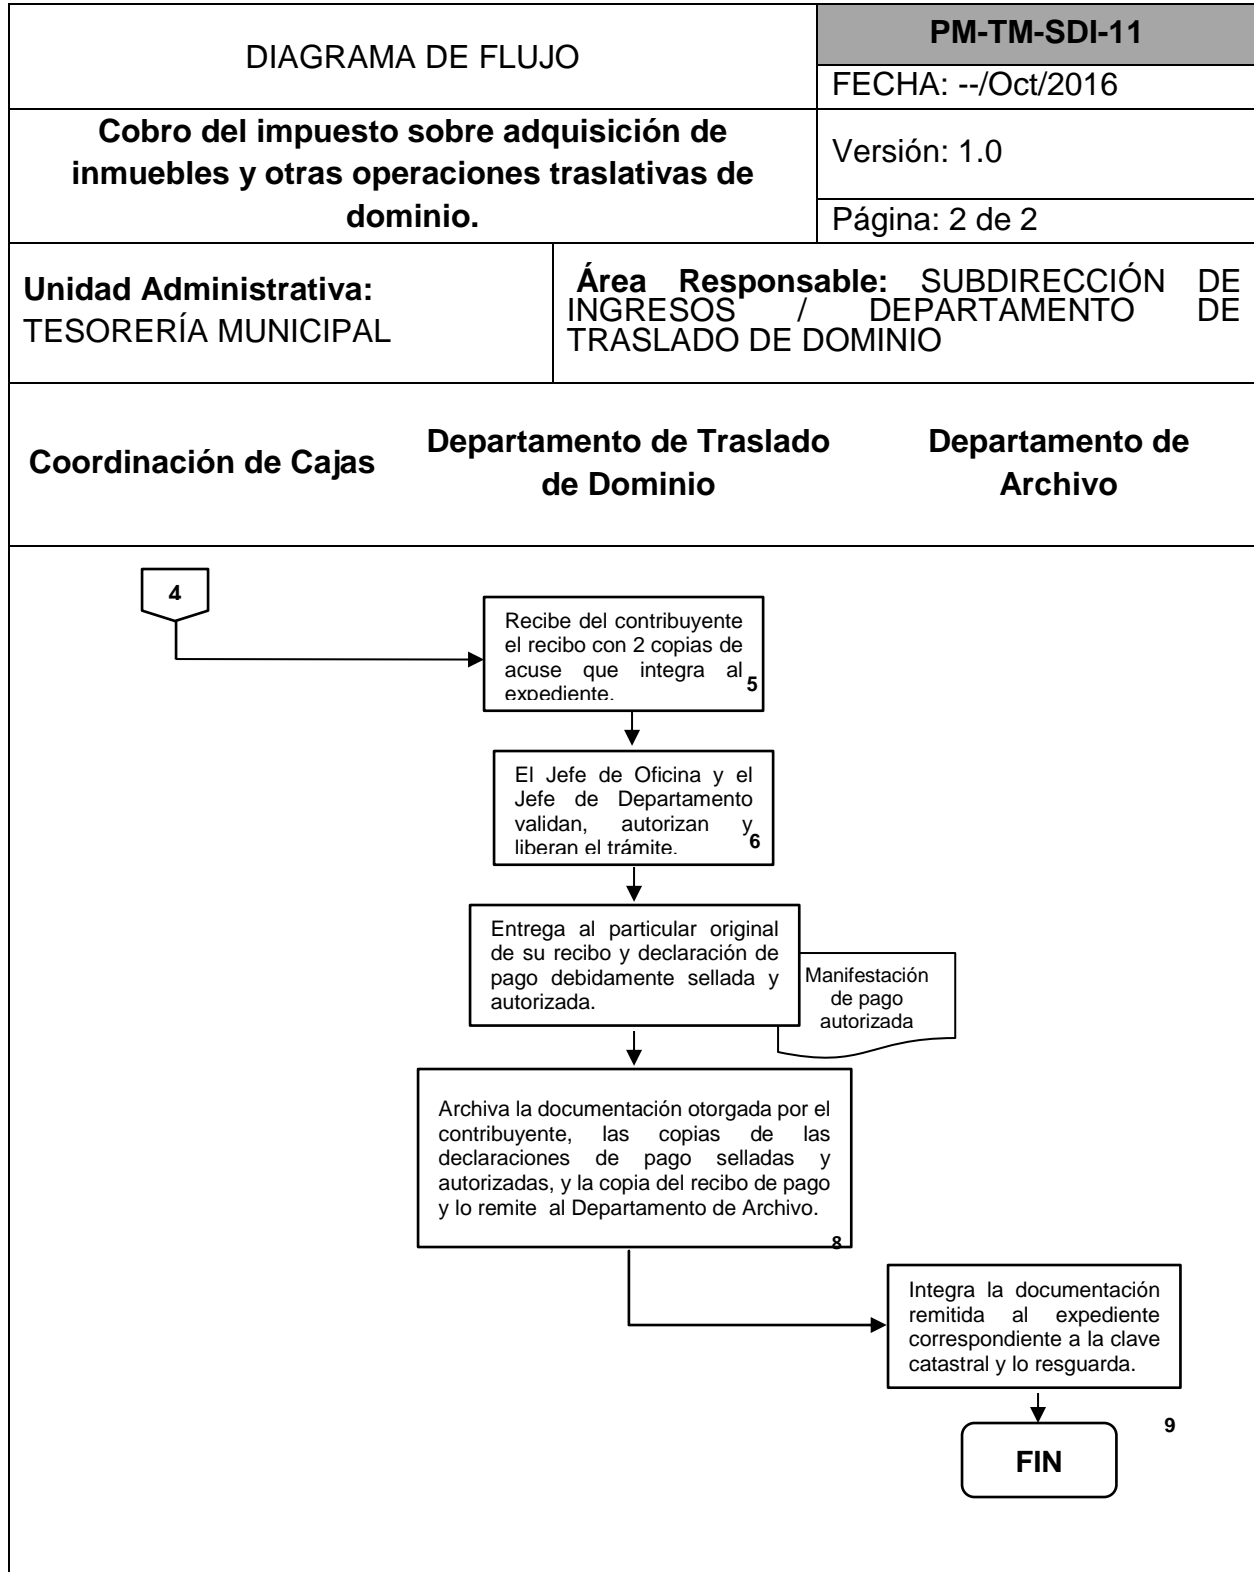 DIAGRAMA DE FLUJO
PM-TM-SDI-11
FECHA: --/Oct/2016
Cobro del impuesto sobre adquisición de
inmuebles y otras operaciones traslativas de
dominio.
Versión: 1.0
Página: 2 de 2
Unidad Administrativa:
TESORERÍA MUNICIPAL
Área Responsable: SUBDIRECCIÓN DE
INGRESOS / DEPARTAMENTO DE
TRASLADO DE DOMINIO
Coordinación de Cajas
Departamento de Traslado
de Dominio
Departamento de
Archivo
4
Recibe del contribuyente
el recibo con 2 copias de
acuse que integra al
expediente.
5
El Jefe de Oficina y el
Jefe de Departamento
validan, autorizan y
liberan el trámite.
6
Entrega al particular original
de su recibo y declaración de
pago debidamente sellada y
autorizada.
Manifestación
de pago
autorizada
Archiva la documentación otorgada por el
contribuyente, las copias de las
declaraciones de pago selladas y
autorizadas, y la copia del recibo de pago
y lo remite al Departamento de Archivo.
8
Integra la documentación
remitida al expediente
correspondiente a la clave
catastral y lo resguarda.
9
FIN